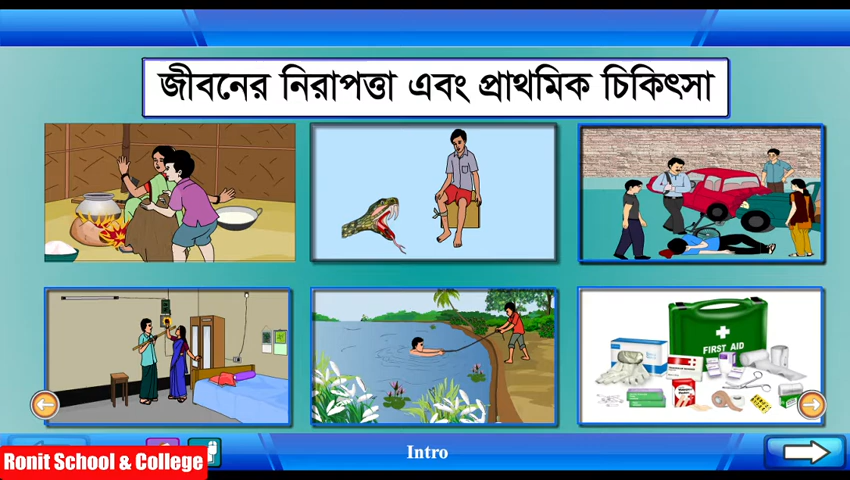 জীবনের নিরাপত্তা এবং প্রাথমিক চিকিৎসা
FIRST AID
Intro
Ronit School & College